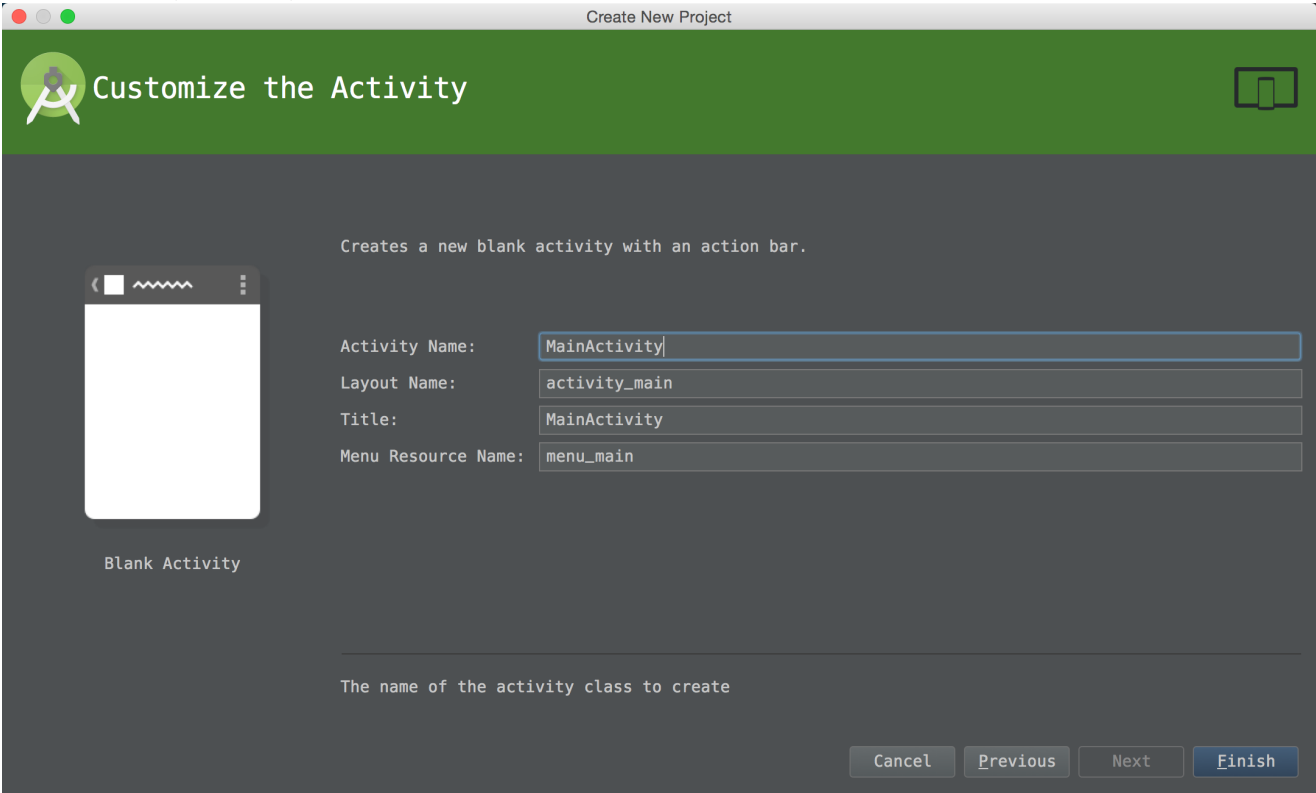 Create New Project
Customize the Activity
Creates a new blank activity with an action bar.
Activity Name: MainActivity
Layout Name: activity_main
Title: MainActivity
Menu Resource Name: menu_main
Blank Activity
The name of the activity class to create
Cancel Previous Next Finish